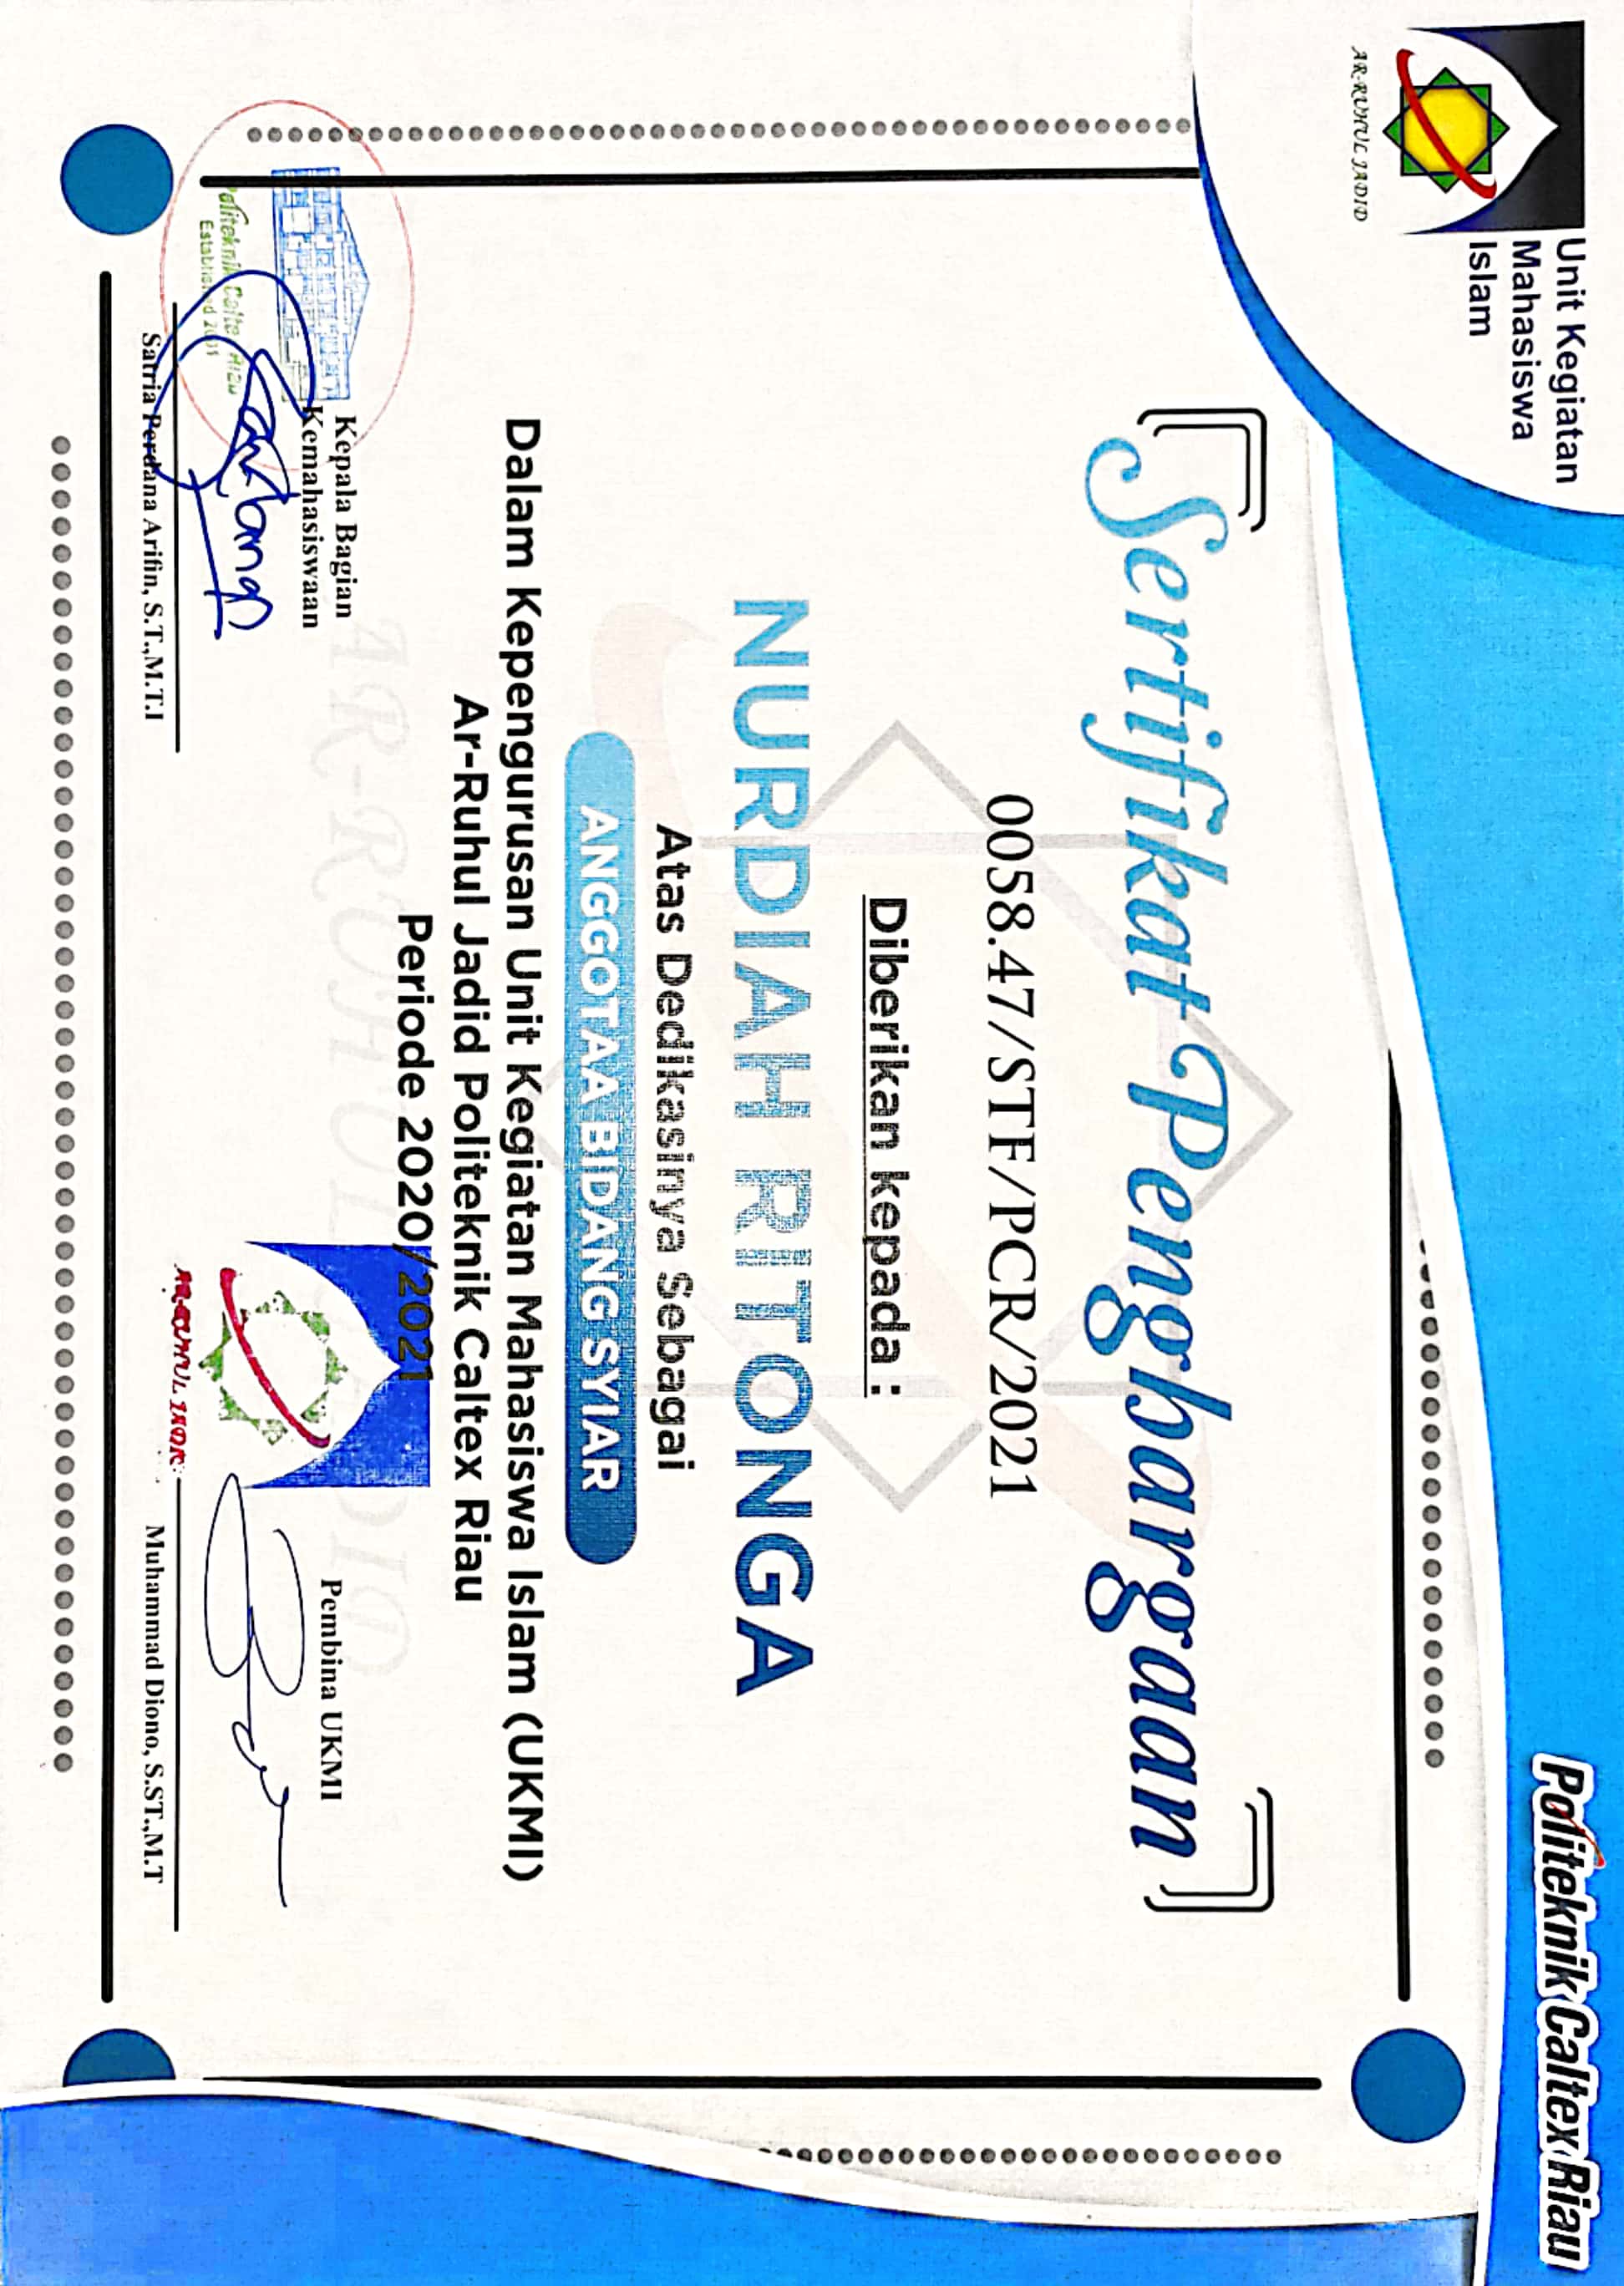 Unit Kegiatan
Mahasiswa
Islam
AR-RUHUL JADID
Politeknik Caltex Riau
Sertifikat Penghargaan
0058.47/STF/PCR/2021
Diberikan kepada :
NURDIAH RITONGA
Atas Dedikasinya Sebagai
ANGGOTAA BIDANG SYIAR
Dalam Kepengurusan Unit Kegiatan Mahasiswa Islam (UKMI)
Ar-Ruhul Jadid Politeknik Caltex Riau
Periode 2020/2021
AR-RUHUL JADID
Kepala Bagian
Kemahasiswaan
Politeknik Caltex Riau
Established 2001
Satria Perdana Arifin, S.T.,M.T.I
AR-RUHUL JADID
Pembina UKMI
Muhammad Diono, S.ST.,M.T